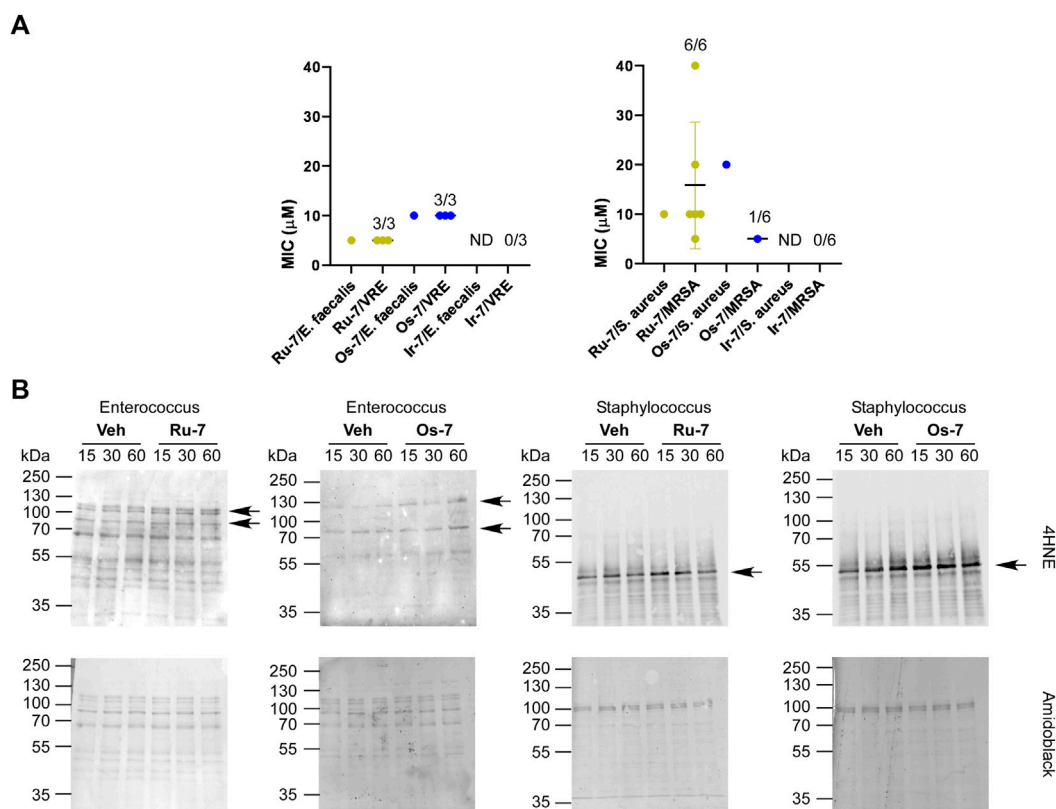 A
6/6
40
30
20
10
0
MIC (μM)
3/3
3/3
ND
0/3
Ru-7/E. faecalis
Ru-7/VRE
Os-7/E. faecalis
Os-7/VRE
Ir-7/E. faecalis
Ir-7/VRE
40
30
20
10
0
MIC (μM)
1/6
ND
0/6
Ru-7/S. aureus
Ru-7/MRSA
Os-7/S. aureus
Os-7/MRSA
Ir-7/S. aureus
Ir-7/MRSA
B
Enterococcus
Veh Ru-7
kDa 15 30 60 15 30 60
250
130
100
70
55
35
Enterococcus
Veh Os-7
kDa 15 30 60 15 30 60
250
130
100
70
55
35
Staphylococcus
Veh Ru-7
kDa 15 30 60 15 30 60
250
130
100
70
55
35
Staphylococcus
Veh Os-7
kDa 15 30 60 15 30 60
250
130
100
70
55
35
4HNE
250
130
100
70
55
35
250
130
100
70
55
35
250
130
100
70
55
35
250
130
100
70
55
35
Amidoblack